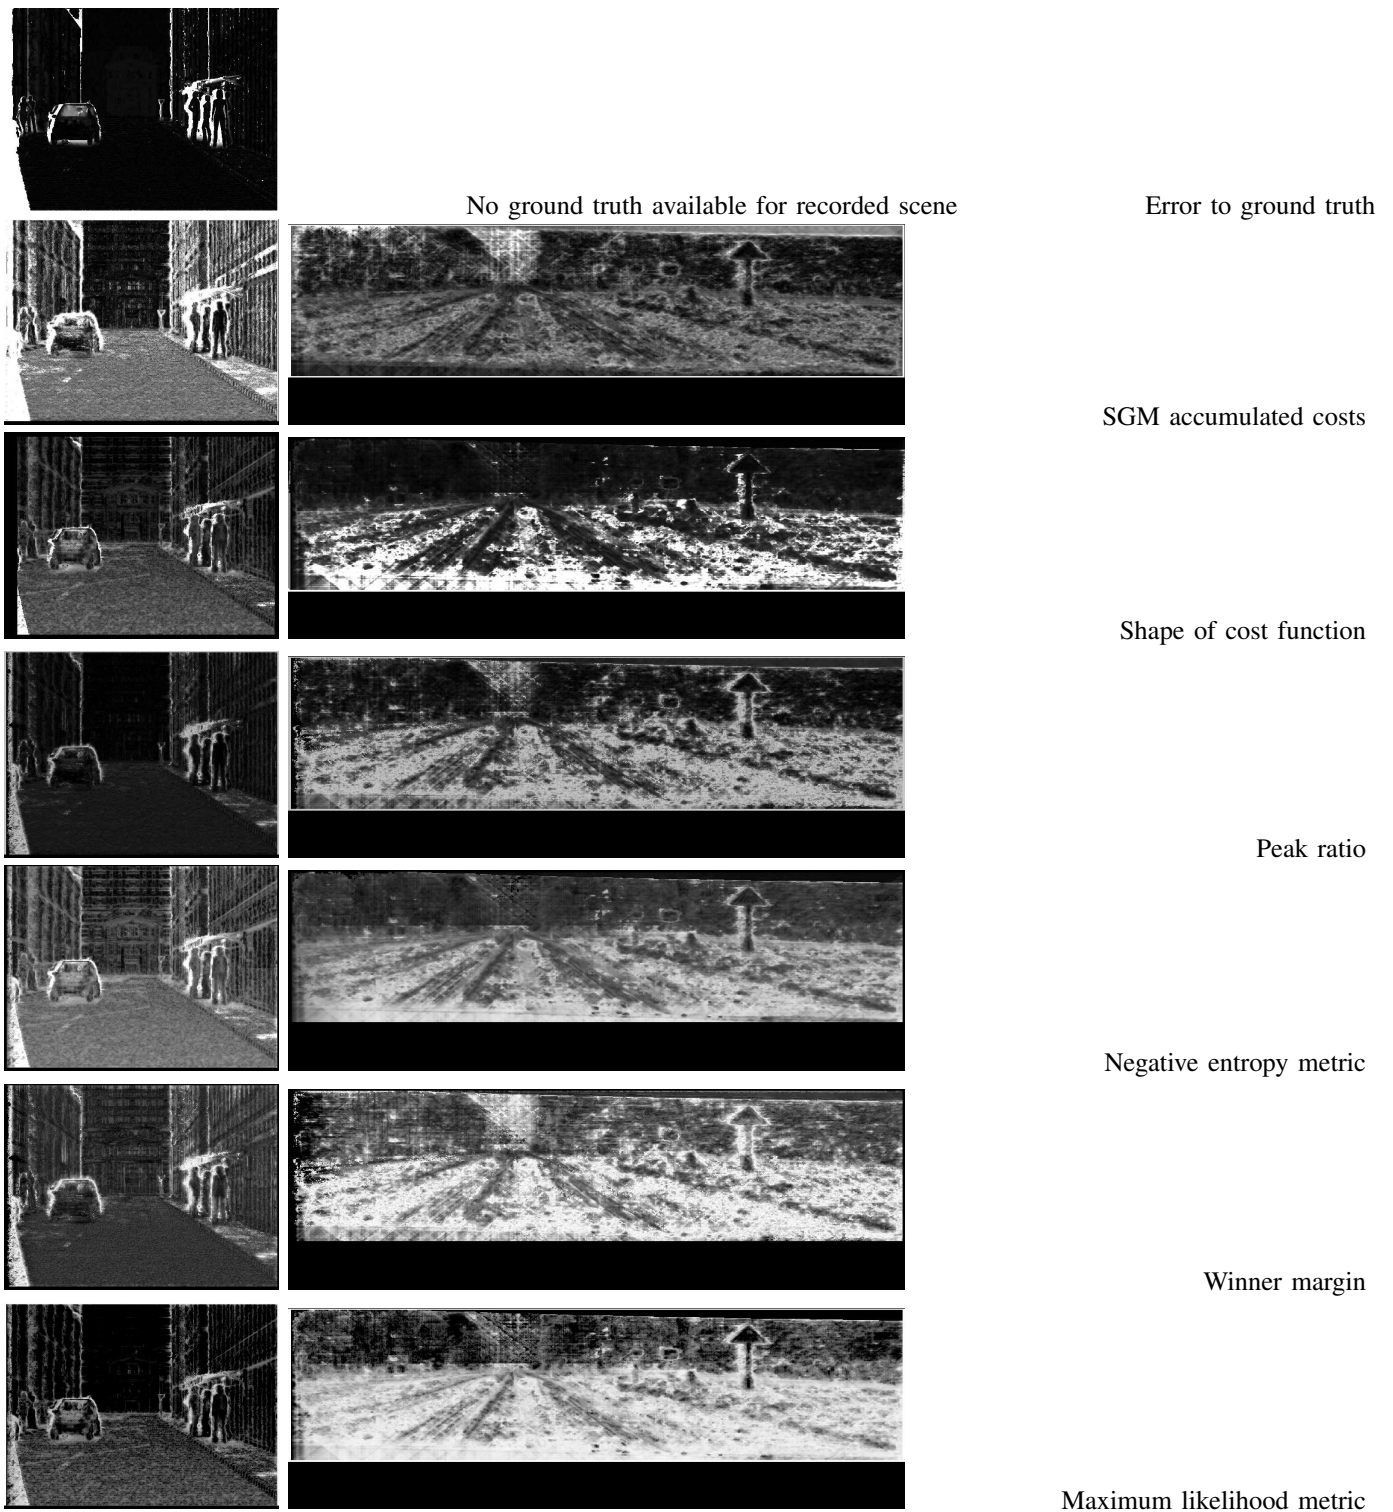 No ground truth available for recorded scene
Error to ground truth
SGM accumulated costs
Shape of cost function
Peak ratio
Negative entropy metric
Winner margin
Maximum likelihood metric